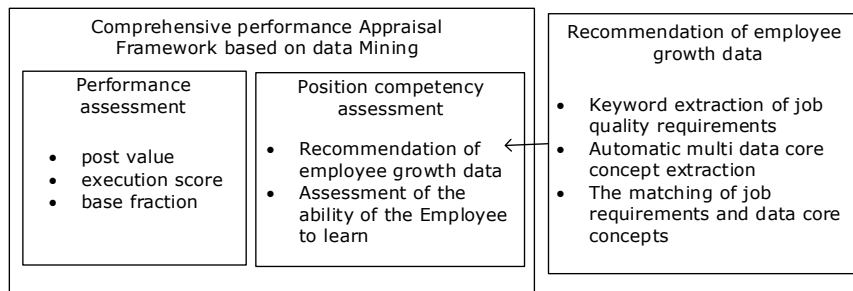 Comprehensive performance Appraisal
Framework based on data Mining
Performance
assessment
• post value
• execution score
• base fraction
Position competency
assessment
• Recommendation of
employee growth data
• Assessment of the
ability of the Employee
to learn
Recommendation of employee
growth data
• Keyword extraction of job
quality requirements
• Automatic multi data core
concept extraction
• The matching of job
requirements and data core
concepts